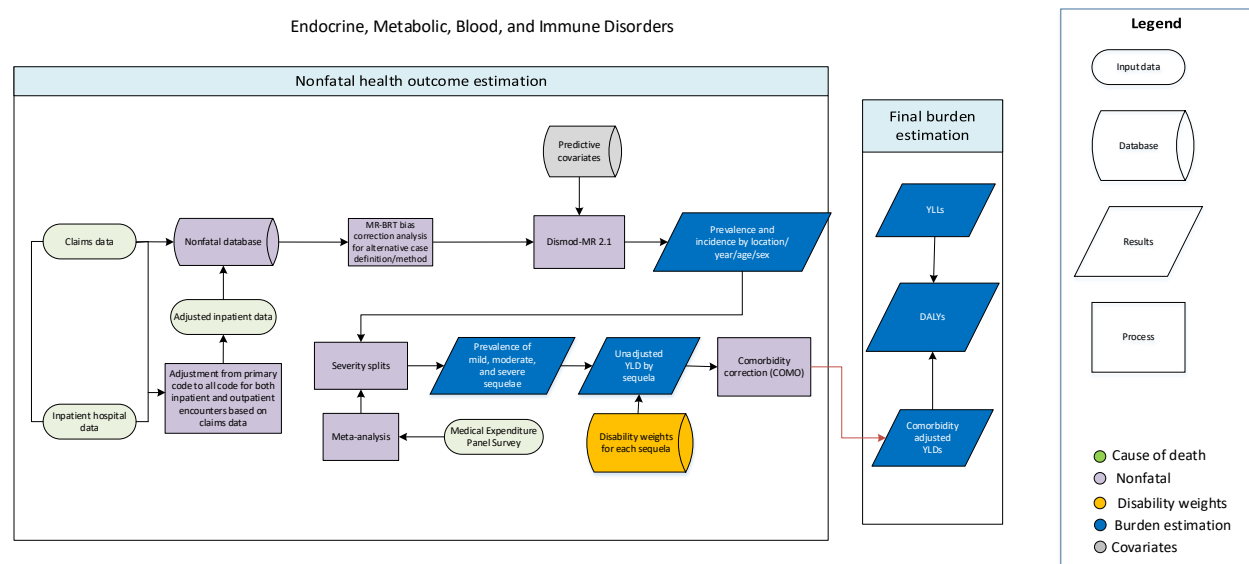 Endocrine, Metabolic, Blood, and Immune Disorders
Nonfatal health outcome estimation
Predictive
covariates
Claims data
Nonfatal database
MR-BRT bias
correction analysis
for alternative case
definition/method
Dismod-MR 2.1
Prevalence and
incidence by location/
year/age/sex
Adjusted inpatient data
Adjustment from primary
code to all code for both
inpatient and outpatient
encounters based on
claims data
Inpatient hospital
data
Severity splits
Prevalence of
mild, moderate,
and severe
sequelae
Unadjusted
YLD by
sequela
Comorbidity
correction (COMO)
Meta-analysis
Medical Expenditure
Panel Survey
Disability weights
for each sequela
Final burden
estimation
YLLs
DALYs
Comorbidity
adjusted
YLDs
Legend
Input data
Database
Results
Process
Cause of death
Nonfatal
Disability weights
Burden estimation
Covariates